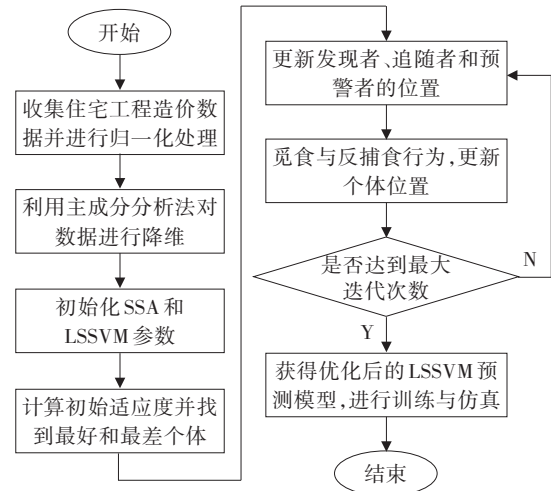 开始
收集住宅工程造价数
据并进行归一化处理
利用主成分分析法对
数据进行降维
初始化SSA和
LSSVM参数
计算初始适应度并找
到最好和最差个体
更新发现者、追随者和预
警者的位置
觅食与反捕食行为,更新
个体位置
是否达到最大
迭代次数
N
Y
获得优化后的LSSVM预
测模型,进行训练与仿真
结束